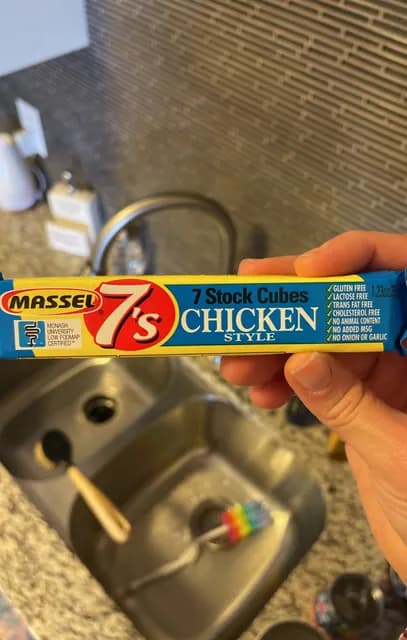 MASSEL
7's
MONASH
UNIVERSITY
LOW FODMAP
CERTIFIED™
7 Stock Cubes
CHICKEN
STYLE
✓GLUTEN FREE
✓LACTOSE FREE
✓TRANS FAT FREE
✓CHOLESTEROL FREE
✓NO ANIMAL CONTENT
✓NO ADDED MSG
✓NO ONION OR GARLIC